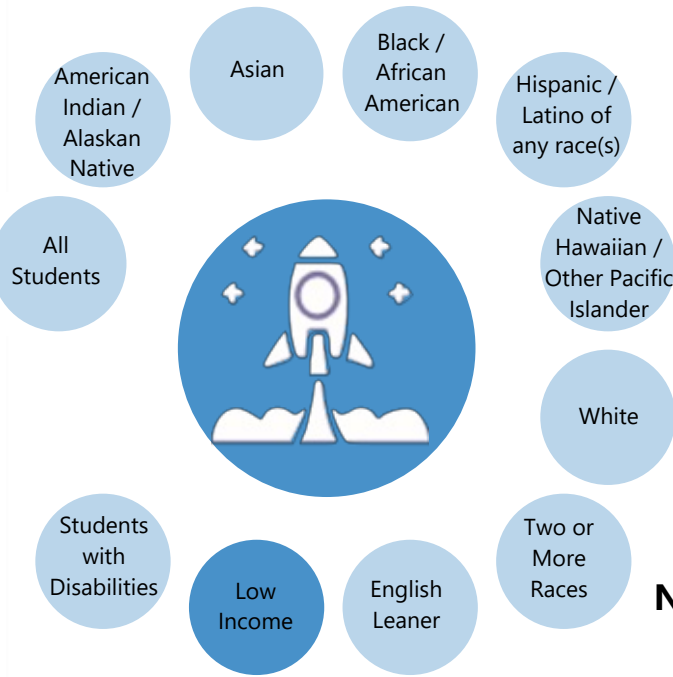 All
Students
American
Indian /
Alaskan
Native
Asian
Black /
African
American
Hispanic /
Latino of
any race(s)
Native
Hawaiian /
Other Pacific
Islander
White
Two or
More
Races
English
Leaner
Low
Income
Students
with
Disabilities
N